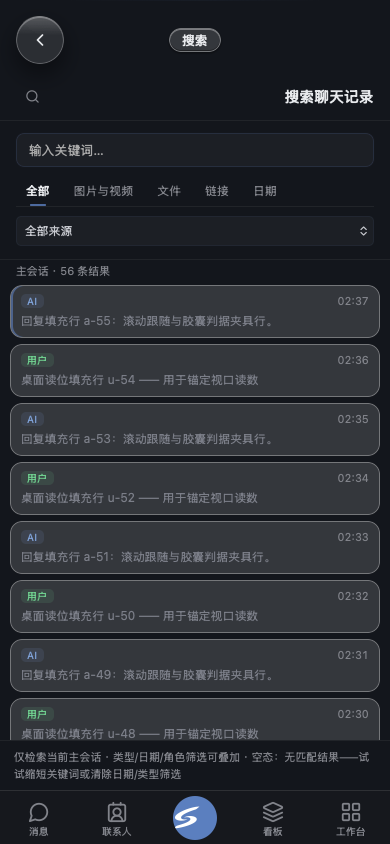 搜索
搜索聊天记录
输入关键词...
全部 图片与视频 文件 链接 日期
全部来源
主会话 · 56 条结果
AI 02:37
回复填充行 a-55：滚动跟随与胶囊判据夹具行。
用户 02:36
桌面读位填充行 u-54 —— 用于锚定视口读数
AI 02:35
回复填充行 a-53：滚动跟随与胶囊判据夹具行。
用户 02:34
桌面读位填充行 u-52 —— 用于锚定视口读数
AI 02:33
回复填充行 a-51：滚动跟随与胶囊判据夹具行。
用户 02:32
桌面读位填充行 u-50 —— 用于锚定视口读数
AI 02:31
回复填充行 a-49：滚动跟随与胶囊判据夹具行。
用户 02:30
桌面读位填充行 u-48 —— 用于锚定视口读数
仅检索当前主会话 · 类型/日期/角色筛选可叠加 · 空态：无匹配结果——试
试缩短关键词或清除日期/类型筛选
消息 联系人 看板 工作台